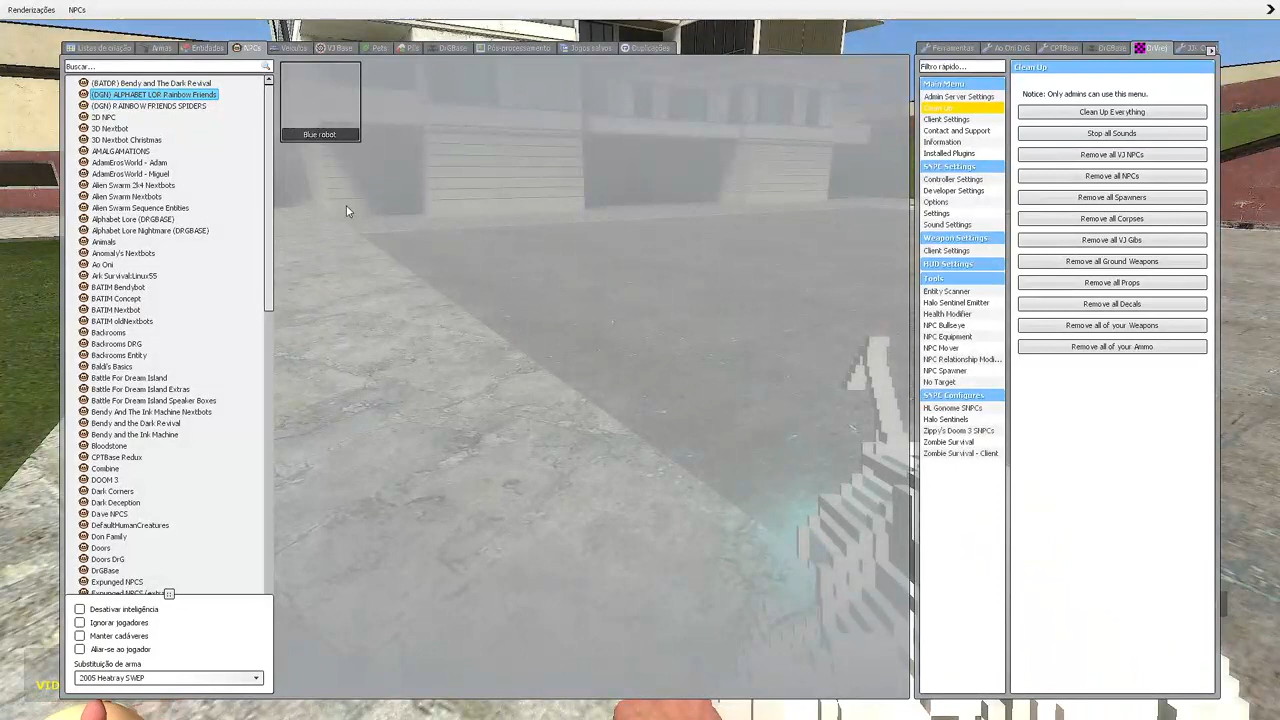 Renderizações NPCs
Listas de criação Armas Entidades NPCs Veículos VJ Base Pets Pills DrGBase Pós-processamento Jogos salvos Duplicações
Ferramentas Ao Oni DrG CPTBase DrGBase DrVrej
Buscar...
(BATDR) Bendy and The Dark Revival
(DGN) ALPHABET LOR Rainbow Friends
(DGN) RAINBOW FRIENDS SPIDERS
2D NPC
3D Nextbot
3D Nextbot Christmas
AMALGAMATIONS
AdamErosWorld - Adam
AdamErosWorld - Miguel
Alien Swarm 2k4 Nextbots
Alien Swarm Nextbots
Alien Swarm Sequence Entities
Alphabet Lore (DRGBASE)
Alphabet Lore Nightmare (DRGBASE)
Animals
Anomaly's Nextbots
Ao Oni
Ark Survival:Linux55
BATIM Bendybot
BATIM Concept
BATIM Nextbot
BATIM oldNextbots
Backrooms
Backrooms DRG
Backrooms Entity
Baldi's Basics
Battle For Dream Island
Battle For Dream Island Extras
Battle For Dream Island Speaker Boxes
Bendy And The Ink Machine Nextbots
Bendy and the Dark Revival
Bendy and the Ink Machine
Bloodstone
CPTBase Redux
Combine
DOOM 3
Dark Corners
Dark Deception
Dave NPCS
DefaultHumanCreatures
Don Family
Doors
Doors DrG
DrGBase
Expunged NPCS
Desativar inteligência
Ignorar jogadores
Manter cadáveres
Aliar-se ao jogador
Substituição de arma
2005 Heatray SWEP
Blue robot
Filtro rápido...
Main Menu
Admin Server Settings
Clean Up
Client Settings
Contact and Support
Information
Installed Plugins
SNPC Settings
Controller Settings
Developer Settings
Options
Settings
Sound Settings
Weapon Settings
Client Settings
HUD Settings
Tools
Entity Scanner
Halo Sentinel Emitter
Health Modifier
NPC Bullseye
NPC Equipment
NPC Mover
NPC Relationship Modi...
NPC Spawner
No Target
SNPC Configures
HL Gonome SNPCs
Halo Sentinels
Zippy's Doom 3 SNPCs
Zombie Survival
Zombie Survival - Client
Clean Up
Notice: Only admins can use this menu.
Clean Up Everything
Stop all Sounds
Remove all VJ NPCs
Remove all NPCs
Remove all Spawners
Remove all Corpses
Remove all VJ Gibs
Remove all Ground Weapons
Remove all Props
Remove all Decals
Remove all of your Weapons
Remove all of your Ammo